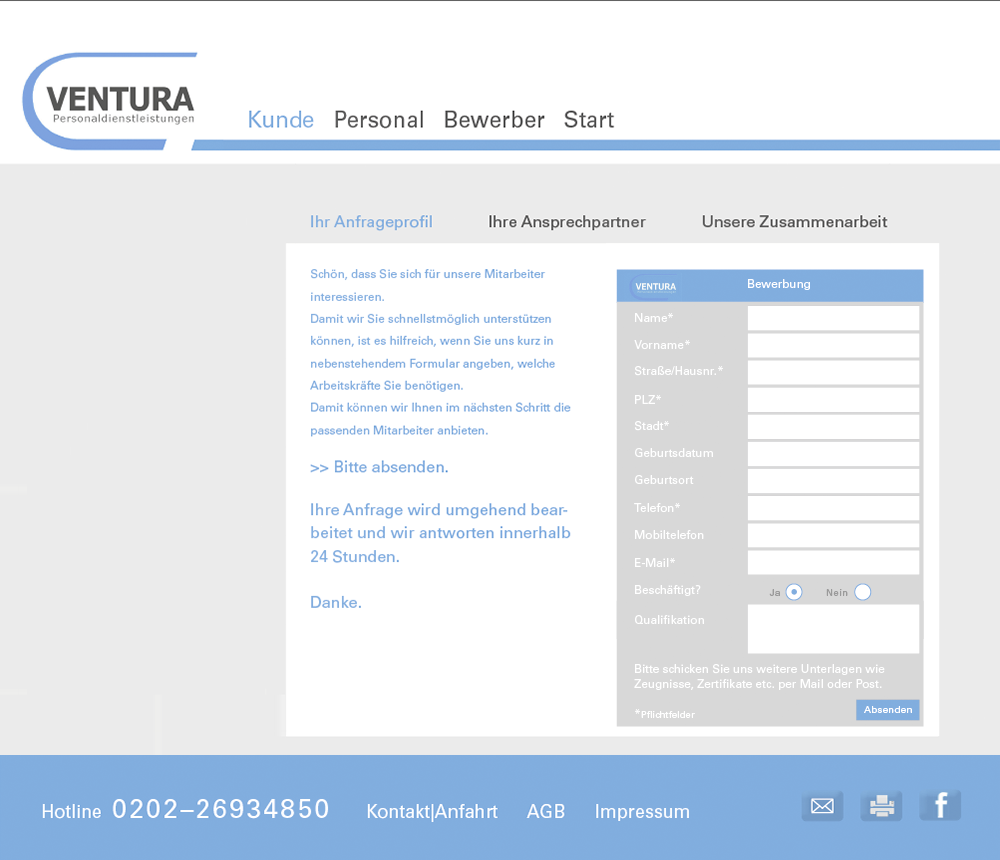 VENTURA
Personaldienstleistungen
Kunde Personal Bewerber Start
Ihr Anfrageprofil Ihre Ansprechpartner Unsere Zusammenarbeit
Schön, dass Sie sich für unsere Mitarbeiter
interessieren.
Damit wir Sie schnellstmöglich unterstützen
können, ist es hilfreich, wenn Sie uns kurz in
nebenstehendem Formular angeben, welche
Arbeitskräfte Sie benötigen.
Damit können wir Ihnen im nächsten Schritt die
passenden Mitarbeiter anbieten.
>> Bitte absenden.
Ihre Anfrage wird umgehend bear-
beitet und wir antworten innerhalb
24 Stunden.
Danke.
VENTURA Bewerbung
Name*
Vorname*
Straße/Hausnr.*
PLZ*
Stadt*
Geburtsdatum
Geburtsort
Telefon*
Mobiltelefon
E-Mail*
Beschäftigt? Ja Nein
Qualifikation
Bitte schicken Sie uns weitere Unterlagen wie
Zeugnisse, Zertifikate etc. per Mail oder Post.
*Pflichtfelder Absenden
Hotline 0202–26934850 Kontakt|Anfahrt AGB Impressum